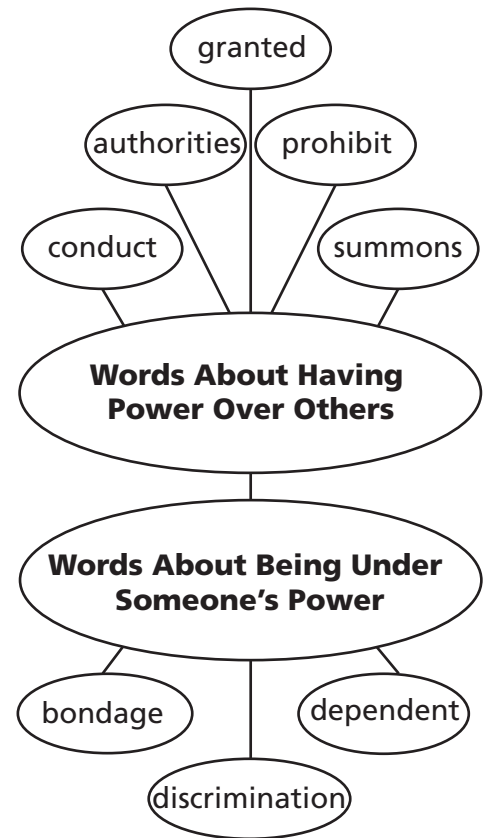 granted
authorities
prohibit
conduct
summons
Words About Having
Power Over Others
Words About Being Under
Someone's Power
bondage
dependent
discrimination